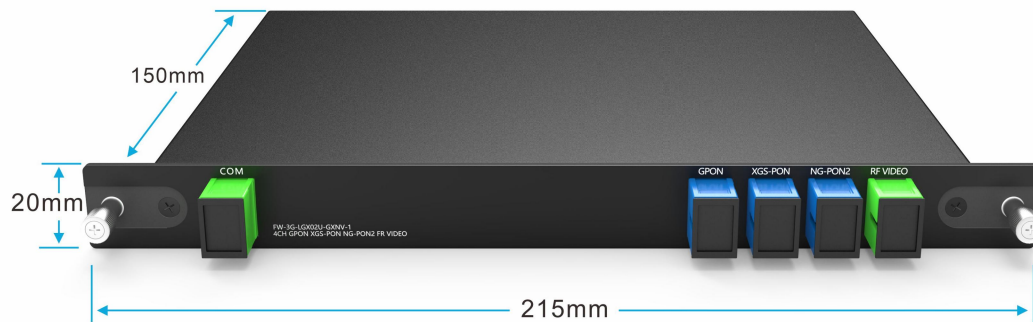 150mm
COM
GPON XGS-PON NG-PON2 RF VIDEO
20mm
FW-3G-LGX02U-GXNV-1
4CH GPON XGS-PON NG-PON2 FR VIDEO
215mm